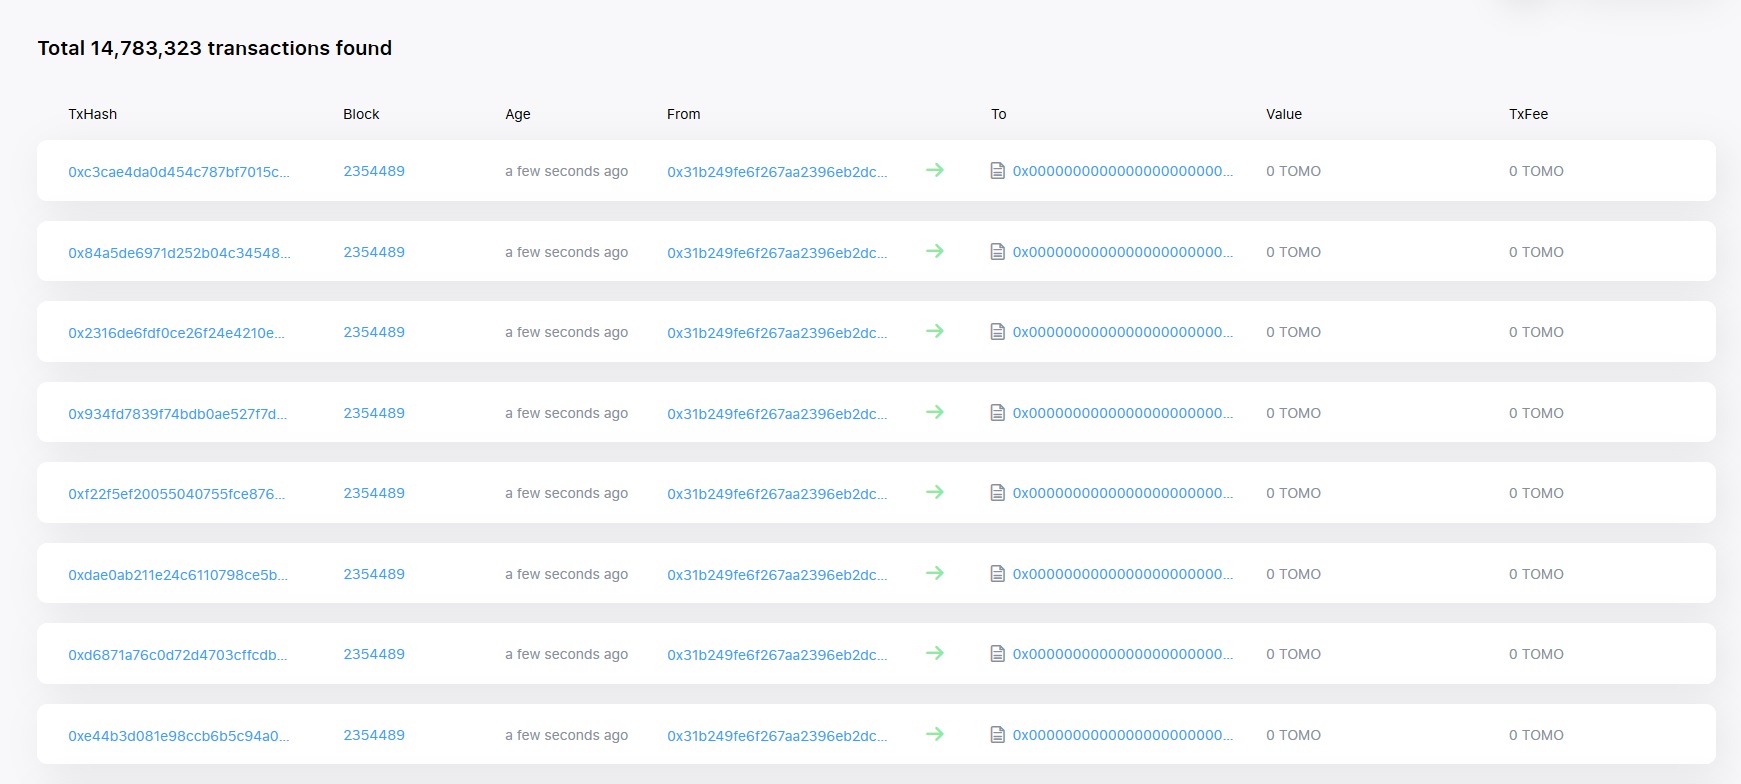 Total 14,783,323 transactions found
TxHash Block Age From To Value TxFee
0xc3cae4da0d454c787bf7015c... 2354489 a few seconds ago 0x31b249fe6f267aa2396eb2dc... 0x0000000000000000000000... 0 TOMO 0 TOMO
0x84a5de6971d252b04c34548... 2354489 a few seconds ago 0x31b249fe6f267aa2396eb2dc... 0x0000000000000000000000... 0 TOMO 0 TOMO
0x2316de6fdf0ce26f24e4210e... 2354489 a few seconds ago 0x31b249fe6f267aa2396eb2dc... 0x0000000000000000000000... 0 TOMO 0 TOMO
0x934fd7839f74bdb0ae527f7d... 2354489 a few seconds ago 0x31b249fe6f267aa2396eb2dc... 0x0000000000000000000000... 0 TOMO 0 TOMO
0xf22f5ef20055040755fce876... 2354489 a few seconds ago 0x31b249fe6f267aa2396eb2dc... 0x0000000000000000000000... 0 TOMO 0 TOMO
0xdae0ab211e24c6110798ce5b... 2354489 a few seconds ago 0x31b249fe6f267aa2396eb2dc... 0x0000000000000000000000... 0 TOMO 0 TOMO
0xd6871a76c0d72d4703cffcdb... 2354489 a few seconds ago 0x31b249fe6f267aa2396eb2dc... 0x0000000000000000000000... 0 TOMO 0 TOMO
0xe44b3d081e98ccb6b5c94a0... 2354489 a few seconds ago 0x31b249fe6f267aa2396eb2dc... 0x0000000000000000000000... 0 TOMO 0 TOMO